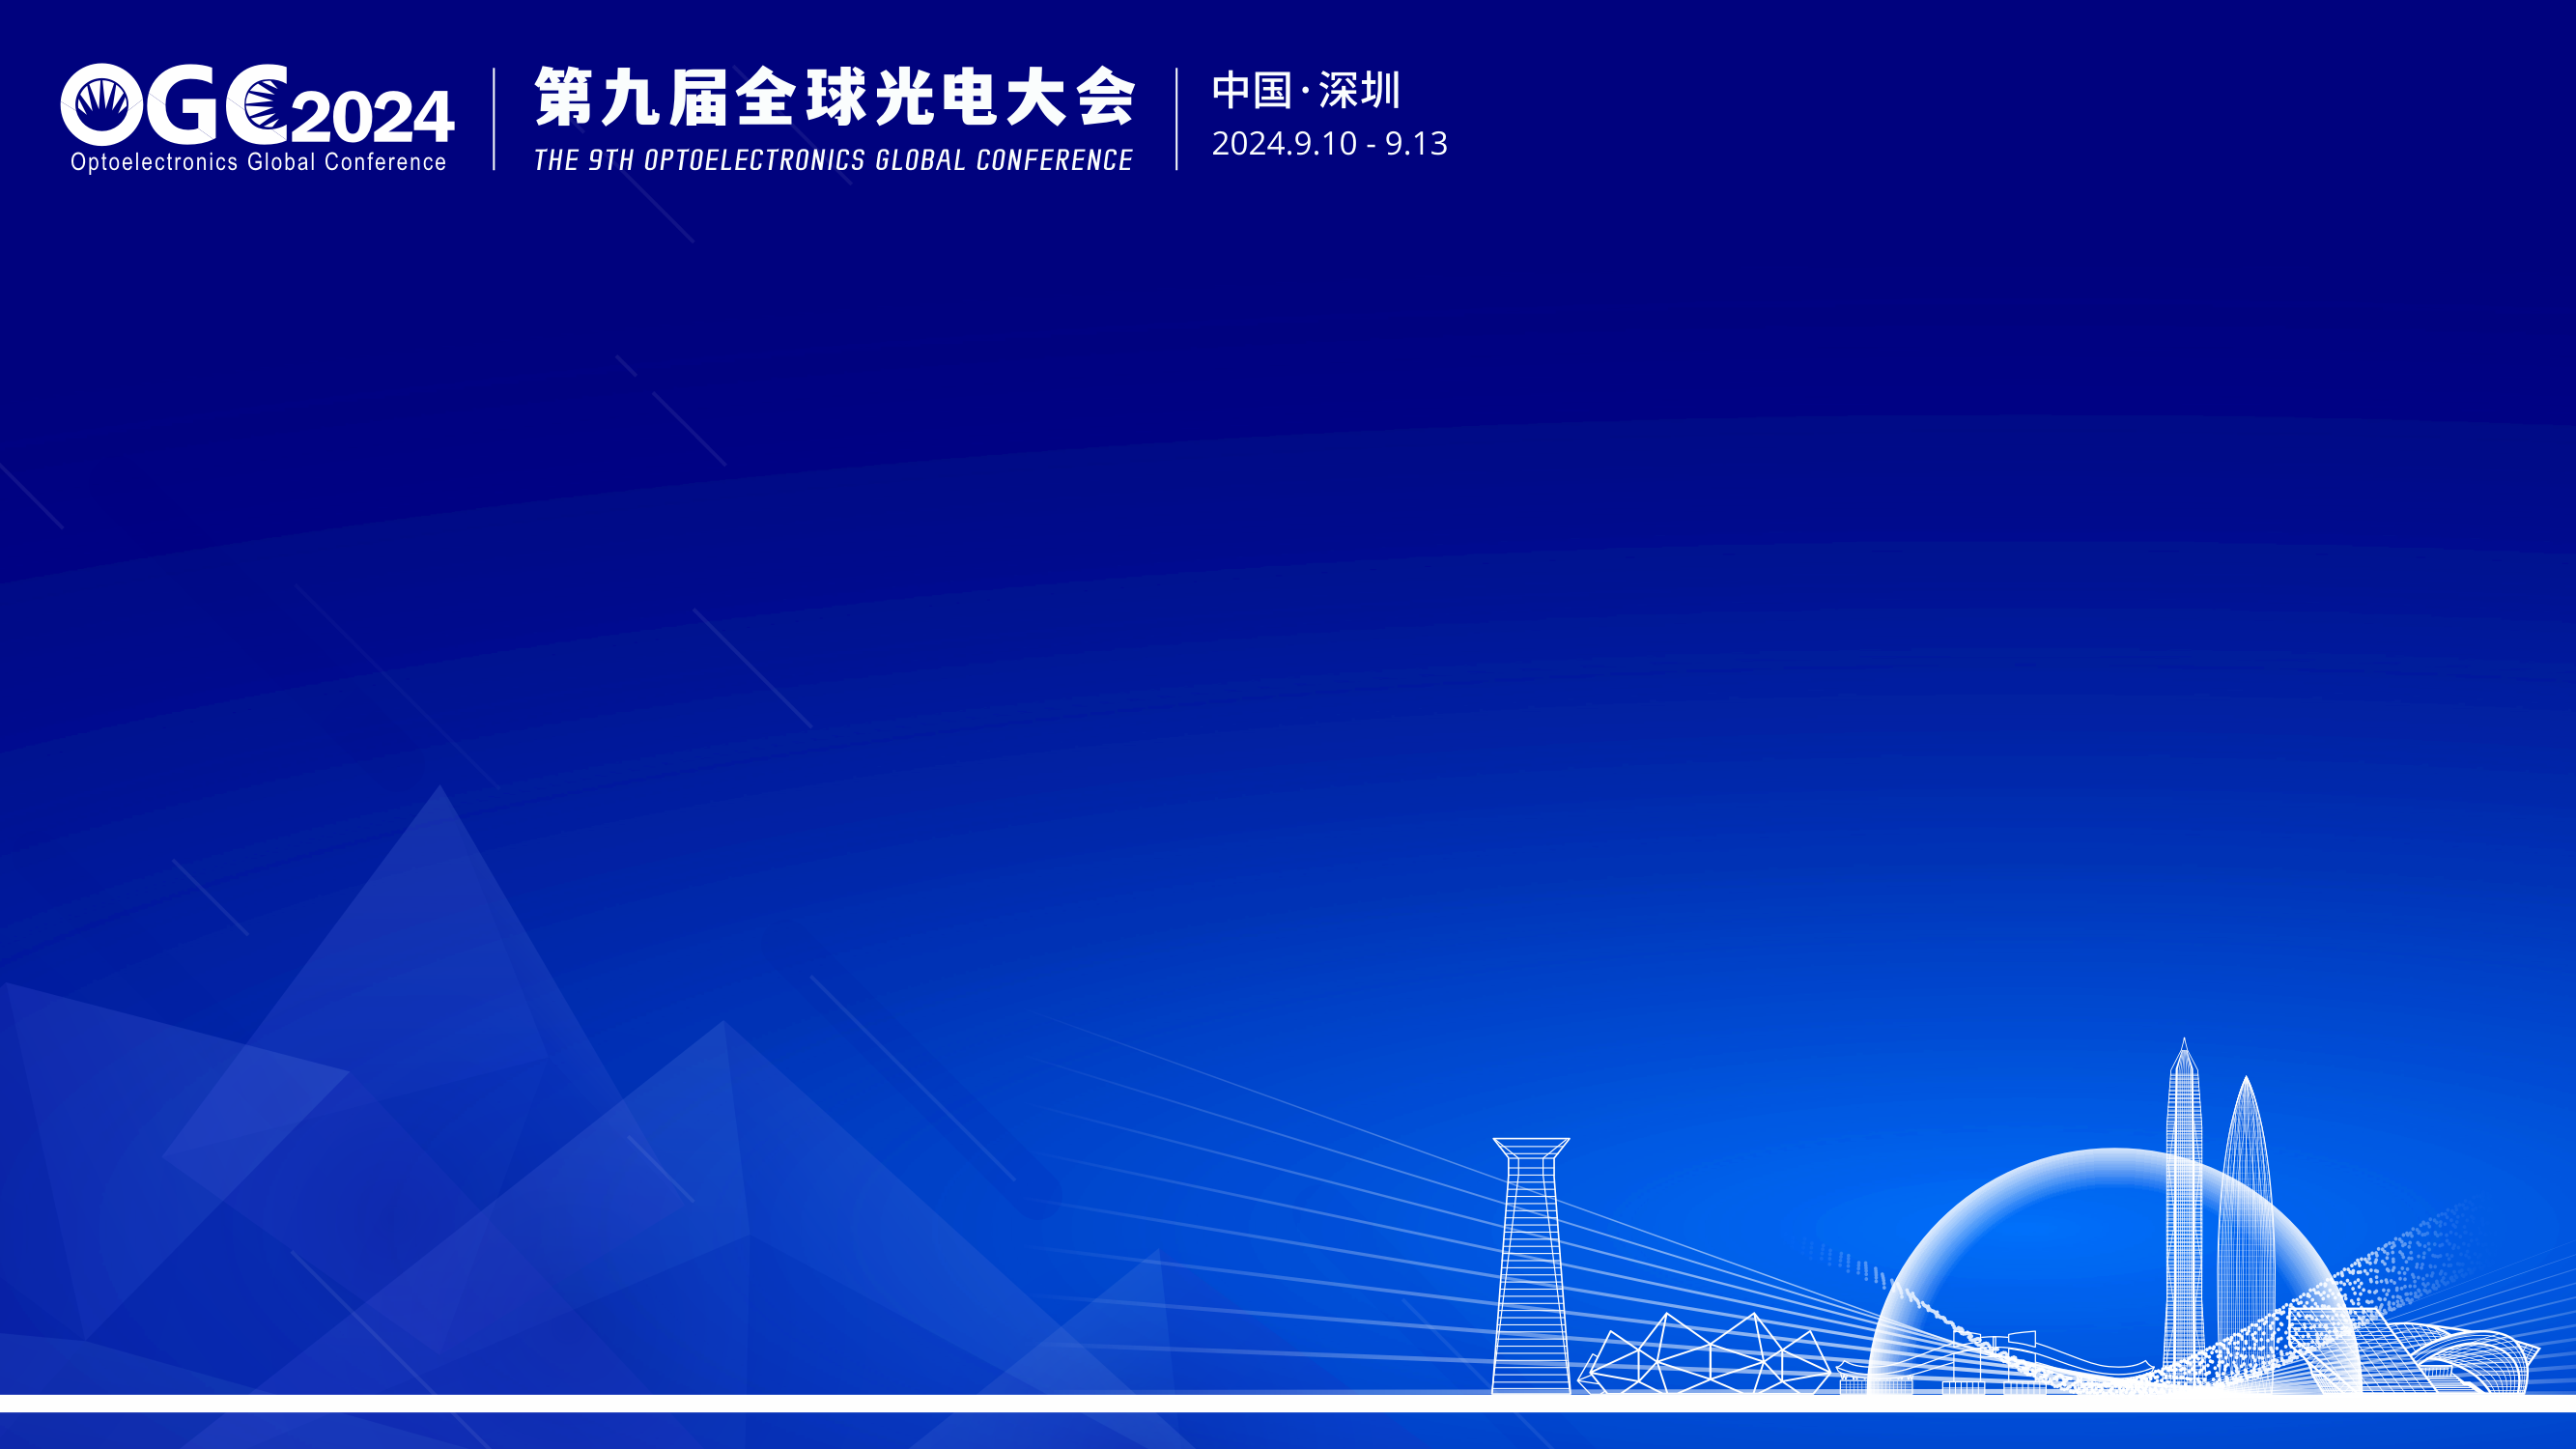 OGC2024
Optoelectronics Global Conference
第九届全球光电大会
THE 9TH OPTOELECTRONICS GLOBAL CONFERENCE
中国·深圳
2024.9.10 - 9.13